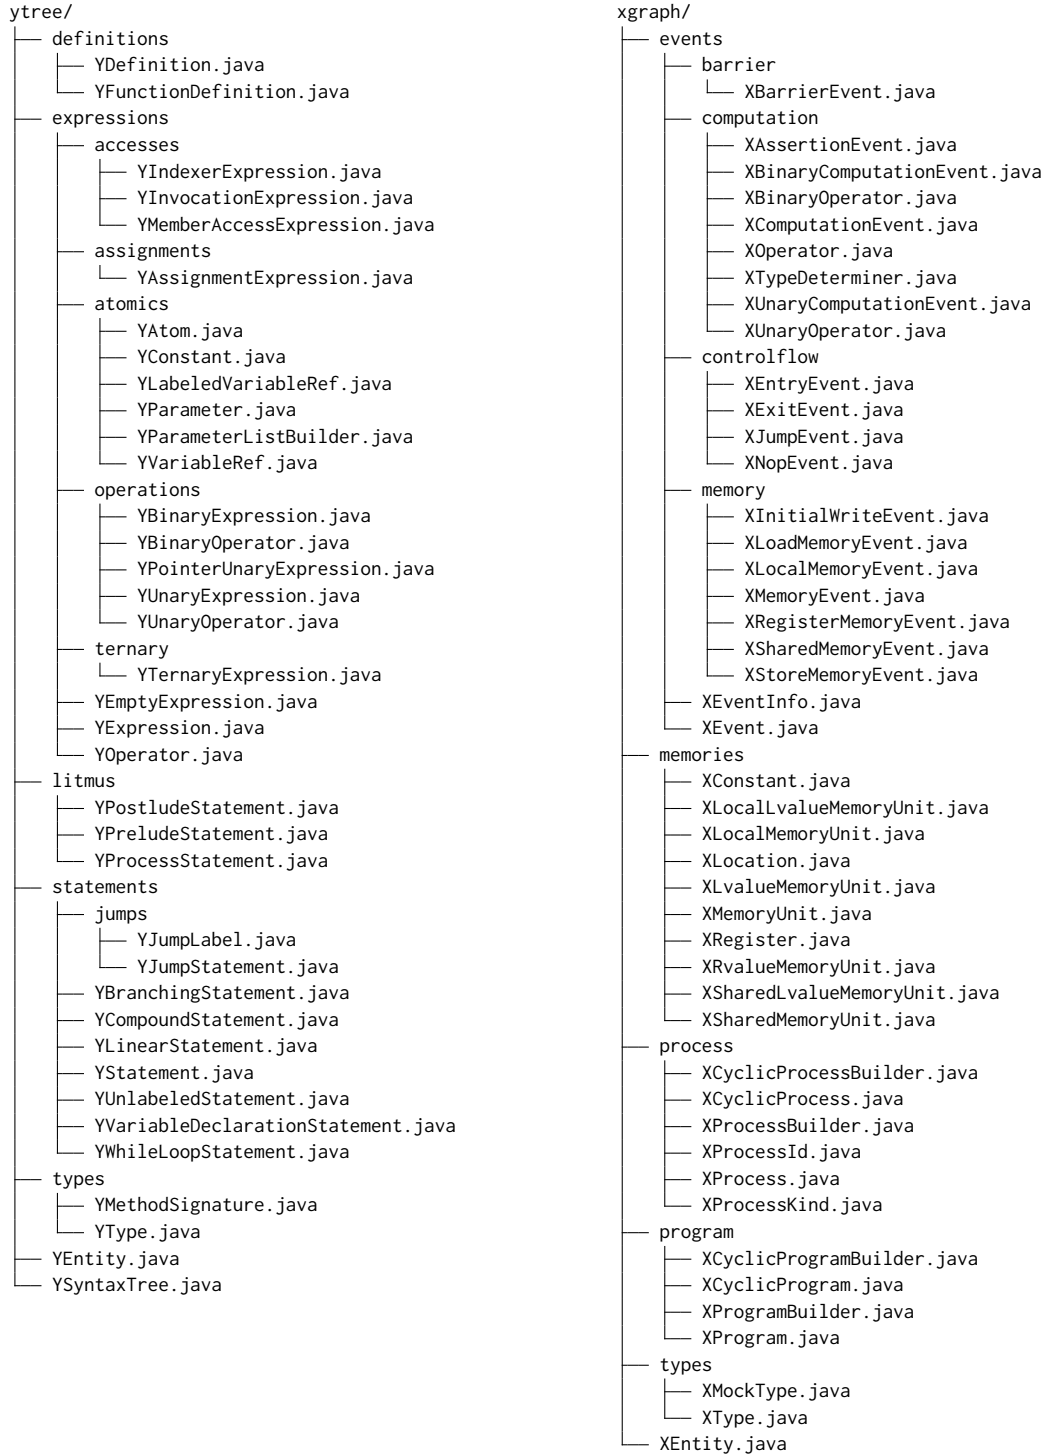 ytree/
├── definitions
│   ├── YDefinition.java
│   └── YFunctionDefinition.java
├── expressions
│   ├── accesses
│   │   ├── YIndexerExpression.java
│   │   ├── YInvocationExpression.java
│   │   └── YMemberAccessExpression.java
│   ├── assignments
│   │   └── YAssignmentExpression.java
│   ├── atomics
│   │   ├── YAtom.java
│   │   ├── YConstant.java
│   │   ├── YLabeledVariableRef.java
│   │   ├── YParameter.java
│   │   ├── YParameterListBuilder.java
│   │   └── YVariableRef.java
│   ├── operations
│   │   ├── YBinaryExpression.java
│   │   ├── YBinaryOperator.java
│   │   ├── YPointerUnaryExpression.java
│   │   ├── YUnaryExpression.java
│   │   └── YUnaryOperator.java
│   ├── ternary
│   │   └── YTernaryExpression.java
│   ├── YEmptyExpression.java
│   ├── YExpression.java
│   └── YOperator.java
├── litmus
│   ├── YPostludeStatement.java
│   ├── YPreludeStatement.java
│   └── YProcessStatement.java
├── statements
│   ├── jumps
│   │   ├── YJumpLabel.java
│   │   └── YJumpStatement.java
│   ├── YBranchingStatement.java
│   ├── YCompoundStatement.java
│   ├── YLinearStatement.java
│   ├── YStatement.java
│   ├── YUnlabeledStatement.java
│   ├── YVariableDeclarationStatement.java
│   └── YWhileLoopStatement.java
├── types
│   ├── YMethodSignature.java
│   └── YType.java
├── YEntity.java
└── YSyntaxTree.java
xgraph/
├── events
│   ├── barrier
│   │   └── XBarrierEvent.java
│   ├── computation
│   │   ├── XAssertionEvent.java
│   │   ├── XBinaryComputationEvent.java
│   │   ├── XBinaryOperator.java
│   │   ├── XComputationEvent.java
│   │   ├── XOperator.java
│   │   ├── XTypeDeterminer.java
│   │   ├── XUnaryComputationEvent.java
│   │   └── XUnaryOperator.java
│   ├── controlflow
│   │   ├── XEntryEvent.java
│   │   ├── XExitEvent.java
│   │   ├── XJumpEvent.java
│   │   └── XNopEvent.java
│   ├── memory
│   │   ├── XInitialWriteEvent.java
│   │   ├── XLoadMemoryEvent.java
│   │   ├── XLocalMemoryEvent.java
│   │   ├── XMemoryEvent.java
│   │   ├── XRegisterMemoryEvent.java
│   │   ├── XSharedMemoryEvent.java
│   │   └── XStoreMemoryEvent.java
│   ├── XEventInfo.java
│   └── XEvent.java
├── memories
│   ├── XConstant.java
│   ├── XLocalLvalueMemoryUnit.java
│   ├── XLocalMemoryUnit.java
│   ├── XLocation.java
│   ├── XLvalueMemoryUnit.java
│   ├── XMemoryUnit.java
│   ├── XRegister.java
│   ├── XRvalueMemoryUnit.java
│   ├── XSharedLvalueMemoryUnit.java
│   └── XSharedMemoryUnit.java
├── process
│   ├── XCyclicProcessBuilder.java
│   ├── XCyclicProcess.java
│   ├── XProcessBuilder.java
│   ├── XProcessId.java
│   ├── XProcess.java
│   └── XProcessKind.java
├── program
│   ├── XCyclicProgramBuilder.java
│   ├── XCyclicProgram.java
│   ├── XProgramBuilder.java
│   └── XProgram.java
├── types
│   ├── XMockType.java
│   └── XType.java
└── XEntity.java